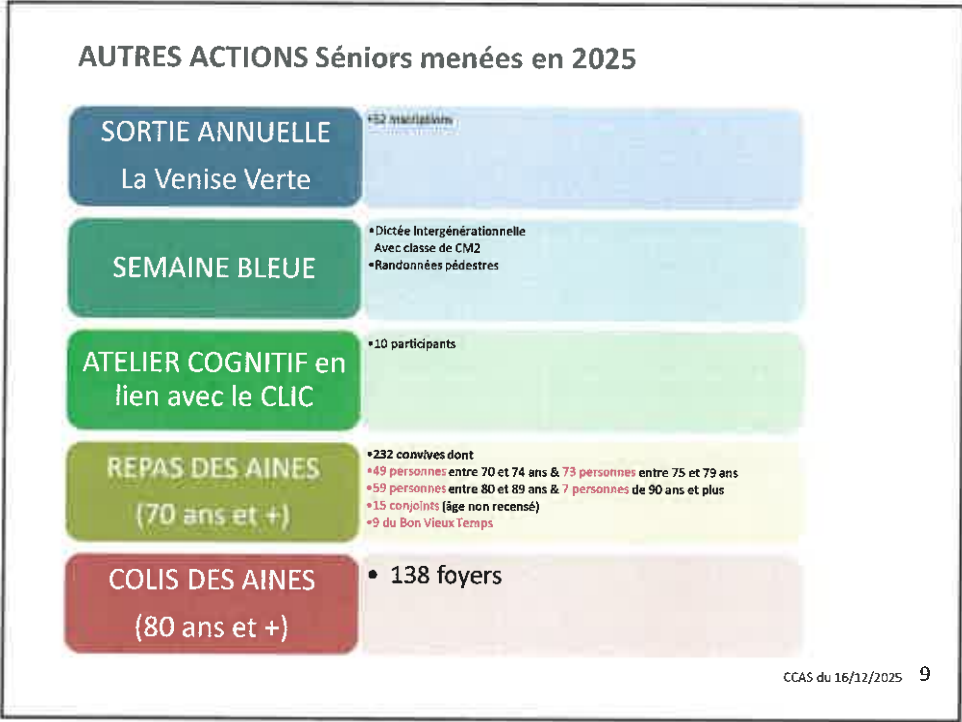 AUTRES ACTIONS Séniors menées en 2025
SORTIE ANNUELLE
La Venise Verte
•52 inscriptions
SEMAINE BLEUE
•Dictée Intergénérationnelle
Avec classe de CM2
•Randonnées pédestres
ATELIER COGNITIF en
lien avec le CLIC
•10 participants
REPAS DES AINES
(70 ans et +)
•232 convives dont
•49 personnes entre 70 et 74 ans & 73 personnes entre 75 et 79 ans
•59 personnes entre 80 et 89 ans & 7 personnes de 90 ans et plus
•15 conjoints (âge non recensé)
•9 du Bon Vieux Temps
COLIS DES AINES
(80 ans et +)
• 138 foyers
CCAS du 16/12/2025 9